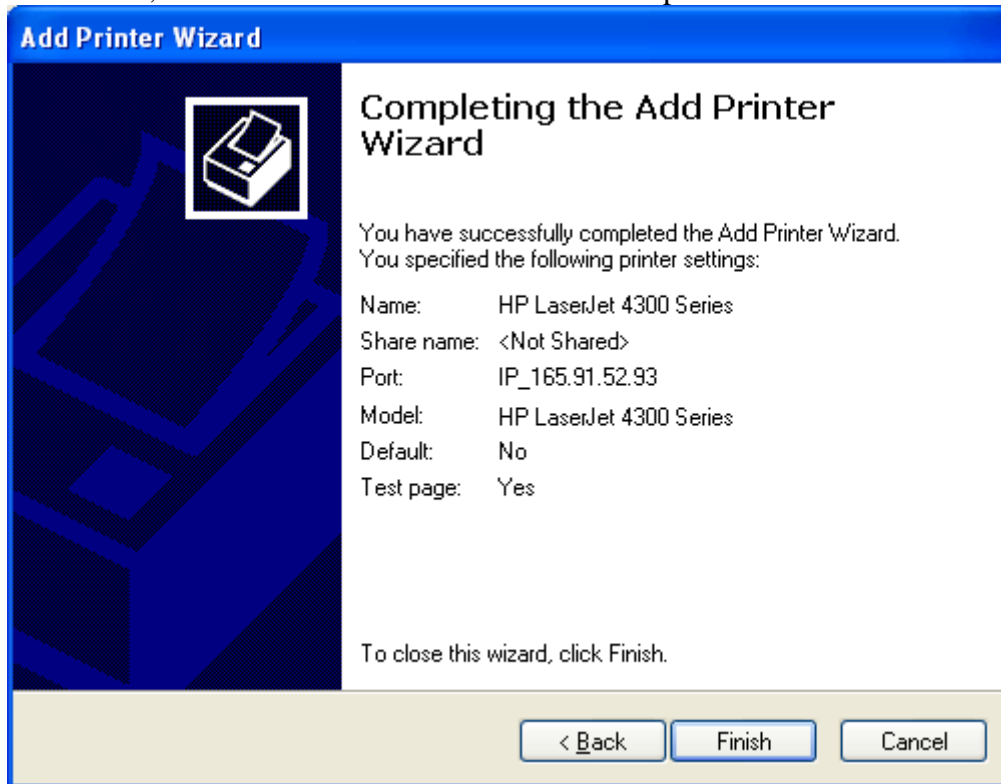 Add Printer Wizard
Completing the Add Printer
Wizard
You have successfully completed the Add Printer Wizard.
You specified the following printer settings:
Name: HP LaserJet 4300 Series
Share name: <Not Shared>
Port: IP_165.91.52.93
Model: HP LaserJet 4300 Series
Default: No
Test page: Yes
To close this wizard, click Finish.
< Back Finish Cancel